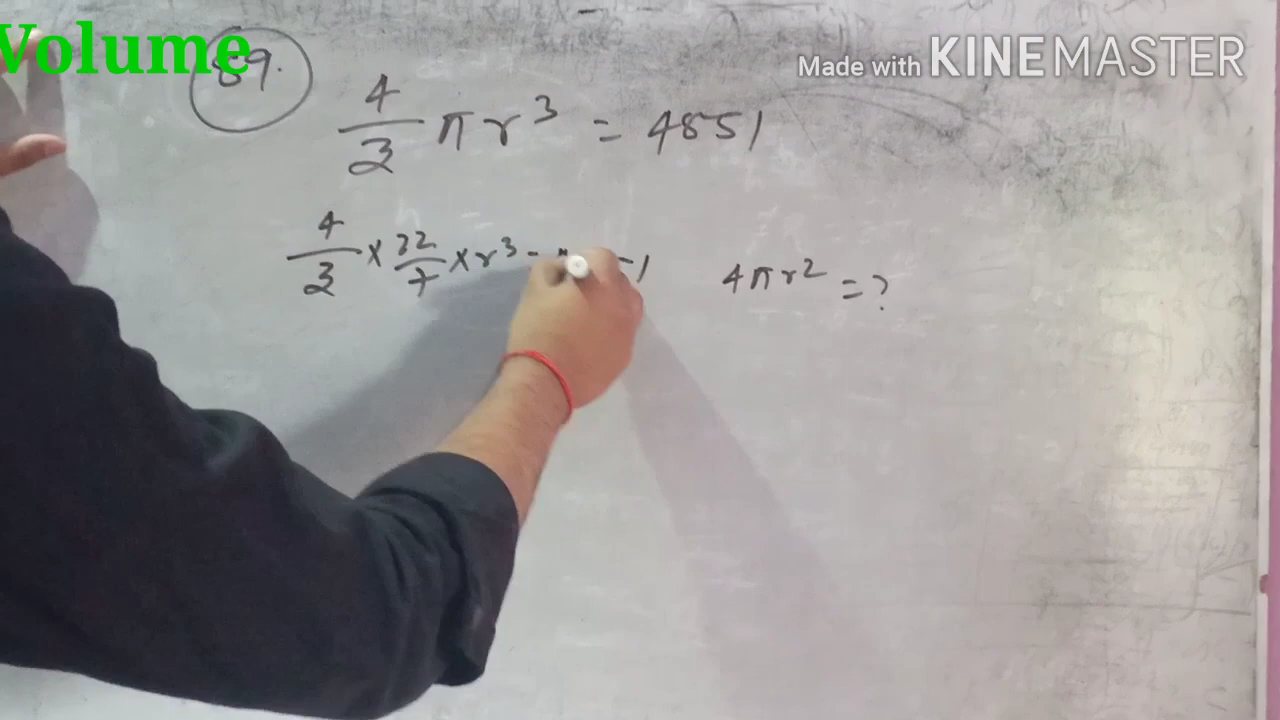 Volume
Made with KINEMASTER
89.
4/3 πr³ = 4851
4/3 × 22/7 × r³ =
4πr² = ?